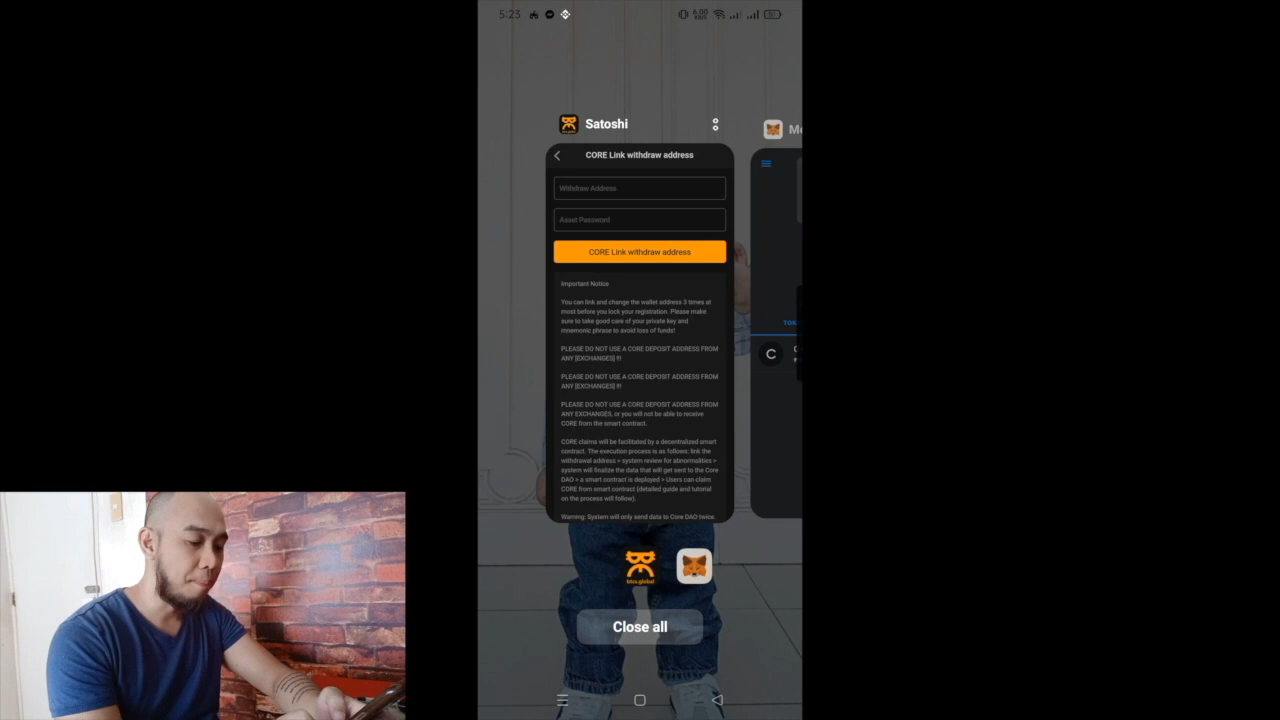 5:23
6.00
KB/S
Satoshi
CORE Link withdraw address
Withdraw Address
Asset Password
CORE Link withdraw address
Important Notice
You can link and change the wallet address 3 times at
most before you lock your registration. Please make
sure to take good care of your private key and
mnemonic phrase to avoid loss of funds!
PLEASE DO NOT USE A CORE DEPOSIT ADDRESS FROM
ANY [EXCHANGES] !!!
PLEASE DO NOT USE A CORE DEPOSIT ADDRESS FROM
ANY [EXCHANGES] !!!
PLEASE DO NOT USE A CORE DEPOSIT ADDRESS FROM
ANY EXCHANGES, or you will not be able to receive
CORE from the smart contract.
CORE claims will be facilitated by a decentralized smart
contract. The execution process is as follows: link the
withdrawal address > system review for abnormalities >
system will finalize the data that will get sent to the Core
DAO > a smart contract is deployed > Users can claim
CORE from smart contract (detailed guide and tutorial
on the process will follow).
Warning: System will only send data to Core DAO twice.
TOK
C
btcs.global
Close all